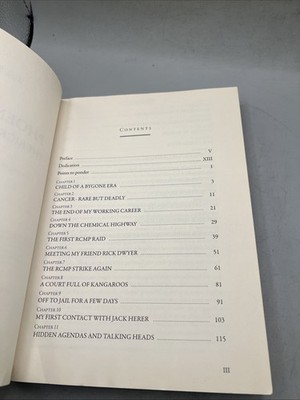 CONTENTS
Preface V
Dedication XIII
Points to ponder 1
CHAPTER 1
CHILD OF A BYGONE ERA 3
CHAPTER 2
CANCER - RARE BUT DEADLY 11
CHAPTER 3
THE END OF MY WORKING CAREER 21
CHAPTER 4
DOWN THE CHEMICAL HIGHWAY 29
CHAPTER 5
THE FIRST RCMP RAID 39
CHAPTER 6
MEETING MY FRIEND RICK DWYER 51
CHAPTER 7
THE RCMP STRIKE AGAIN 61
CHAPTER 8
A COURT FULL OF KANGAROOS 81
CHAPTER 9
OFF TO JAIL FOR A FEW DAYS 91
CHAPTER 10
MY FIRST CONTACT WITH JACK HERER 103
CHAPTER 11
HIDDEN AGENDAS AND TALKING HEADS 115
III